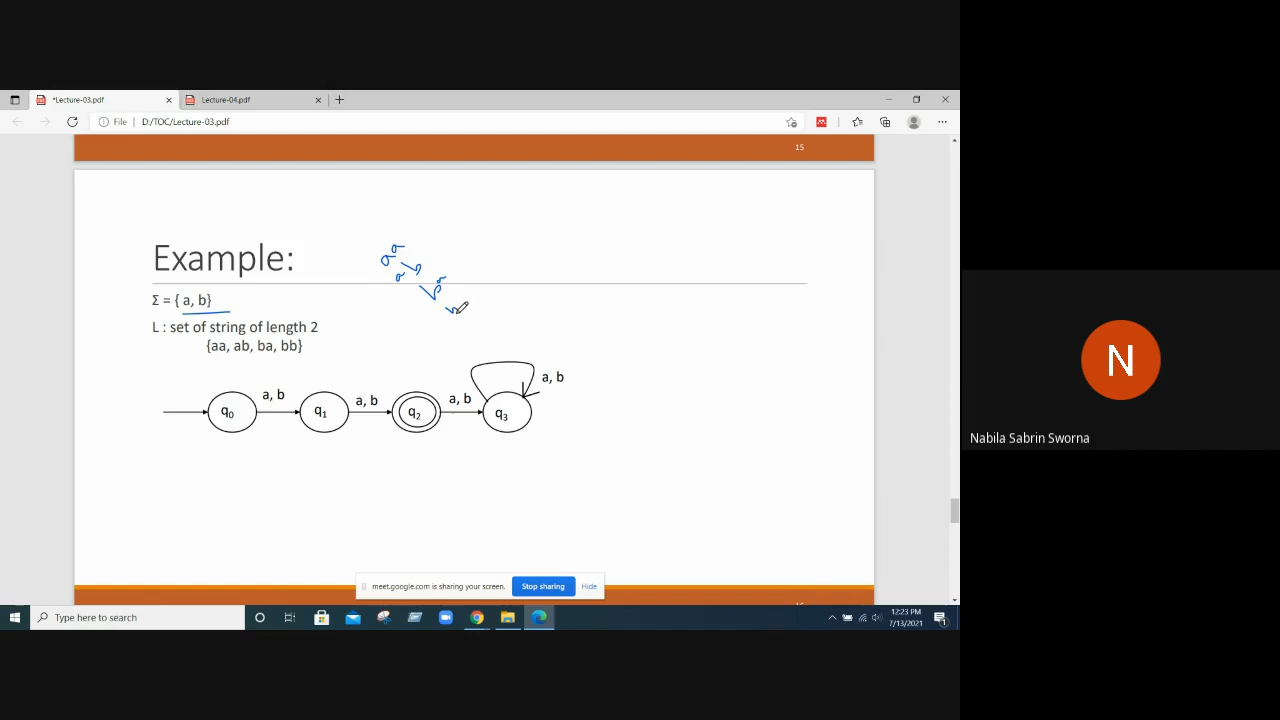 *Lecture-03.pdf
Lecture-04.pdf
File
D:/TOC/Lecture-03.pdf
15
Example:
Σ = { a, b}
L : set of string of length 2
{aa, ab, ba, bb}
a, b
a, b
a, b
a, b
q0
q1
q2
q3
meet.google.com is sharing your screen.
Stop sharing
Hide
Type here to search
12:23 PM
7/13/2021
1
N
Nabila Sabrin Sworna